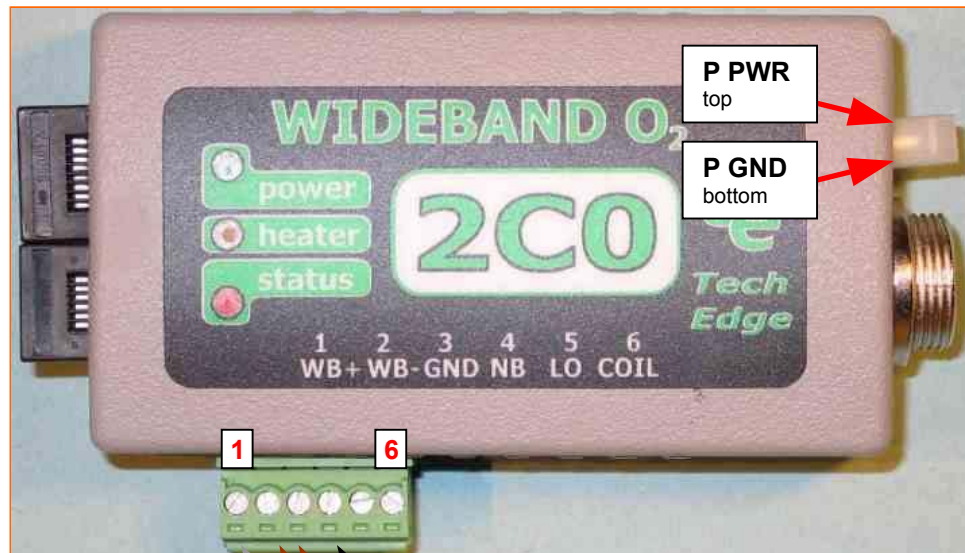 P PWR
top
P GND
bottom
WIDEBAND O2
power
heater
status
2C0
Tech
Edge
1 2 3 4 5 6
WB+ WB- GND NB LO COIL
1 6